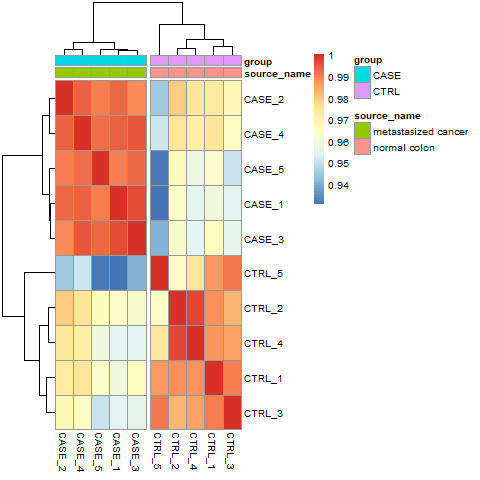 group
source_name
CASE_2
CASE_4
CASE_5
CASE_1
CASE_3
CTRL_5
CTRL_2
CTRL_4
CTRL_1
CTRL_3
CASE_2
CASE_4
CASE_5
CASE_1
CASE_3
CTRL_5
CTRL_2
CTRL_4
CTRL_1
CTRL_3
1
0.99
0.98
0.97
0.96
0.95
0.94
group
CASE
CTRL
source_name
metastasized cancer
normal colon